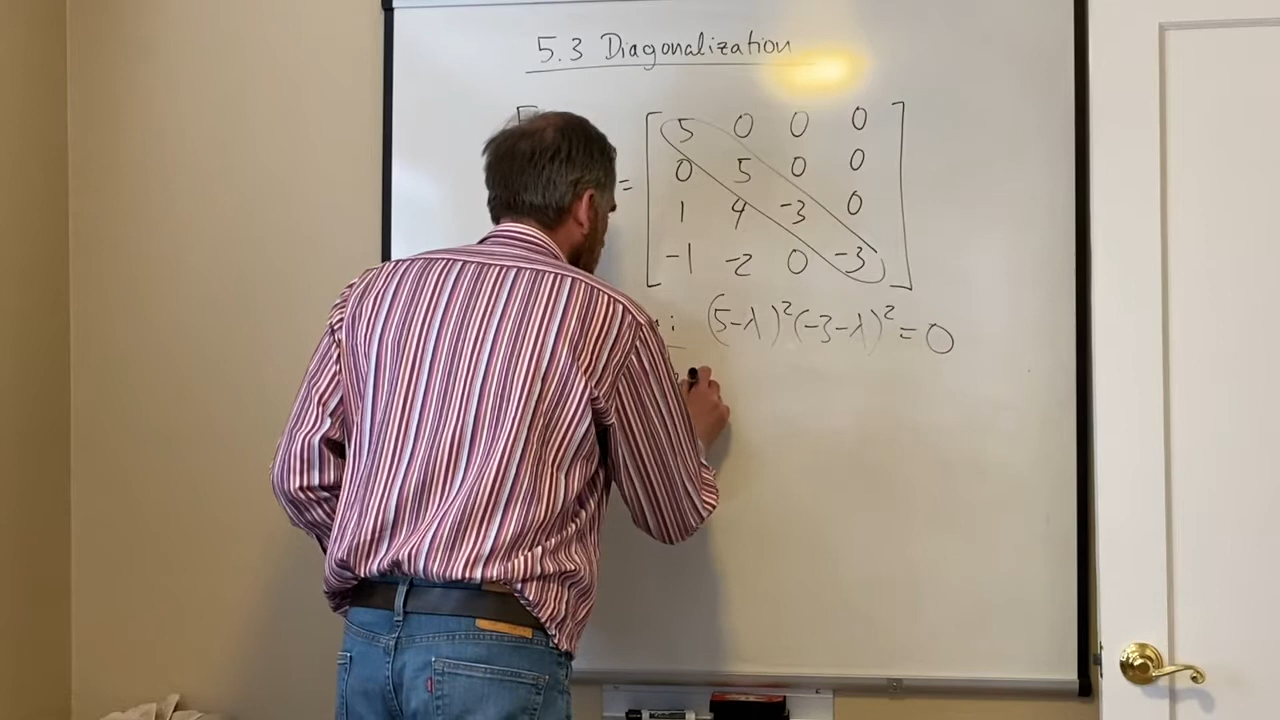 5.3 Diagonalization
= [ 5 0 0 0
0 5 0 0
1 4 -3 0
-1 -2 0 -3 ]
(5-λ)²(-3-λ)² = 0